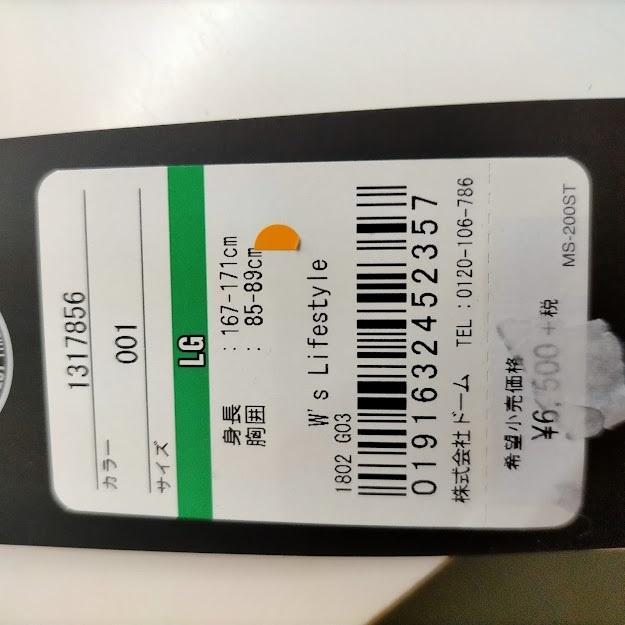 1317856
カラー 001
サイズ
LG
身長 : 167-171cm
胸囲 : 85-89cm
W's Lifestyle
1802 G03
0191632452357
株式会社ドーム TEL:0120-106-786
希望小売価格
¥6,500+税
MS-200ST